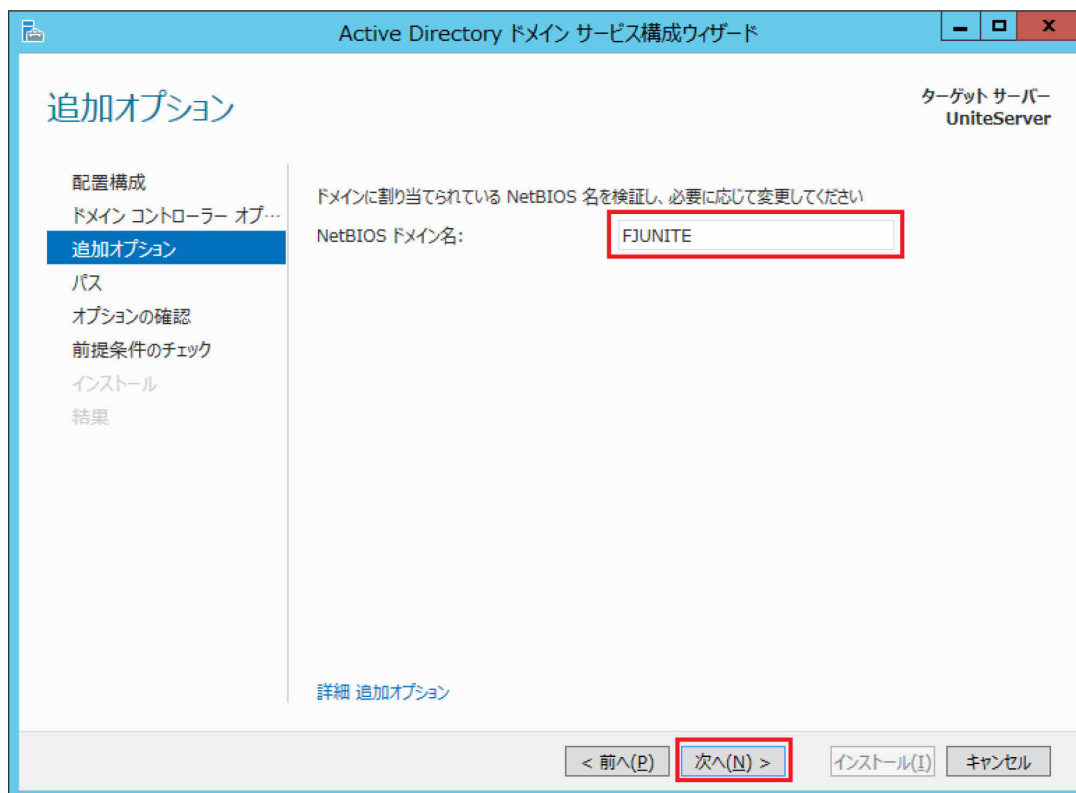 Active Directory ドメイン サービス構成ウィザード
追加オプション
ターゲット サーバー
UniteServer
配置構成
ドメイン コントローラー オプ…
追加オプション
パス
オプションの確認
前提条件のチェック
インストール
結果
ドメインに割り当てられている NetBIOS 名を検証し、必要に応じて変更してください
NetBIOS ドメイン名:
FJUNITE
詳細 追加オプション
< 前へ(P)
次へ(N) >
インストール(I)
キャンセル